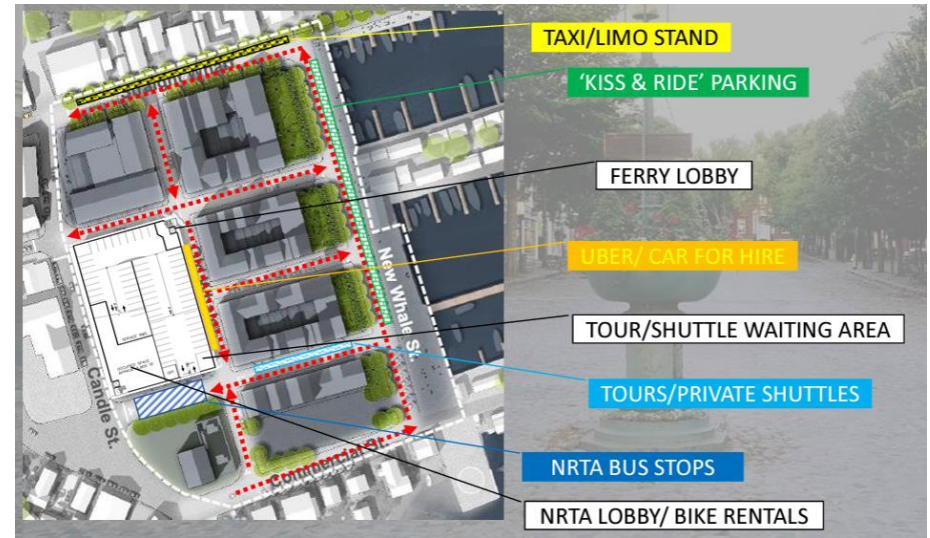 TAXI/LIMO STAND
'KISS & RIDE' PARKING
FERRY LOBBY
UBER/ CAR FOR HIRE
TOUR/SHUTTLE WAITING AREA
TOURS/PRIVATE SHUTTLES
NRTA BUS STOPS
NRTA LOBBY/ BIKE RENTALS
New Whale St.
Candle St.
Commercial St.